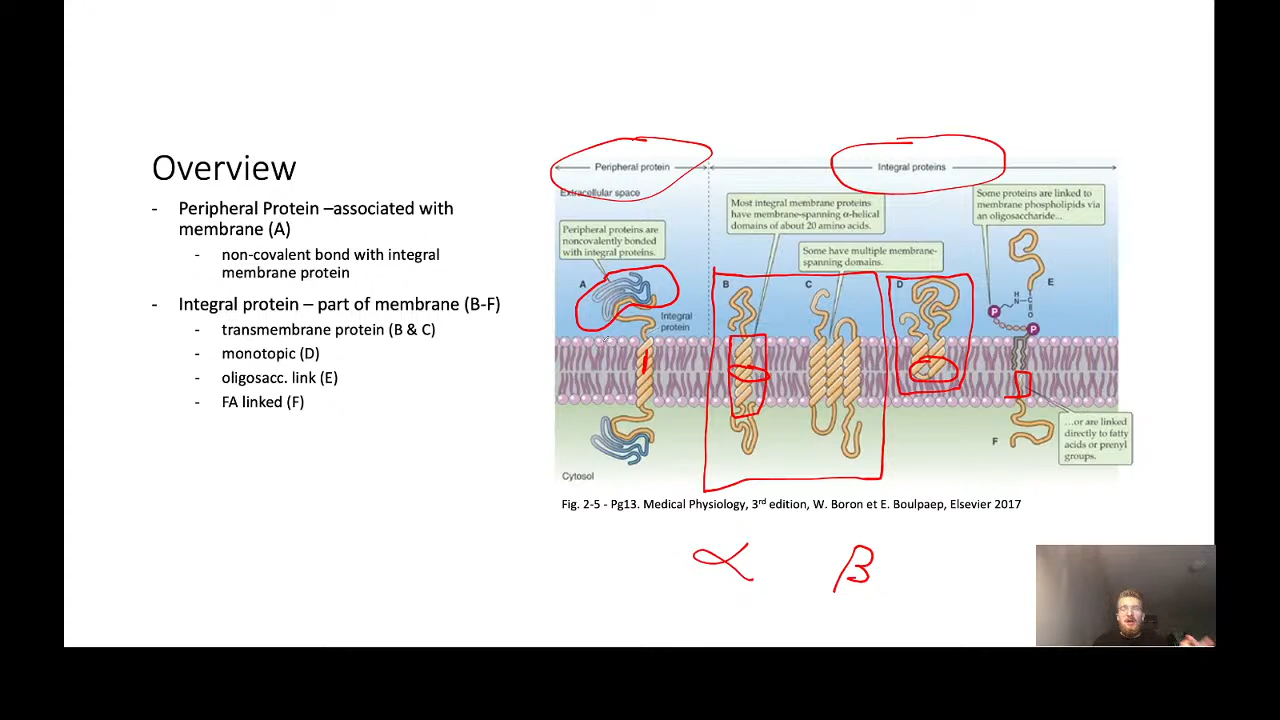 Overview
- Peripheral Protein –associated with
membrane (A)
- non-covalent bond with integral
membrane protein
- Integral protein – part of membrane (B-F)
- transmembrane protein (B & C)
- monotopic (D)
- oligosacc. link (E)
- FA linked (F)
Peripheral protein
Integral proteins
Extracellular space
Peripheral proteins are
noncovalently bonded
with integral proteins.
Most integral membrane proteins
have membrane-spanning α-helical
domains of about 20 amino acids.
Some have multiple membrane-
spanning domains.
Some proteins are linked to
membrane phospholipids via
an oligosaccharide…
A
B
C
D
E
H
N
C
O
P
P
Integral
protein
F
…or are linked
directly to fatty
acids or prenyl
groups.
Cytosol
Fig. 2-5 - Pg13. Medical Physiology, 3rd edition, W. Boron et E. Boulpaep, Elsevier 2017
α β